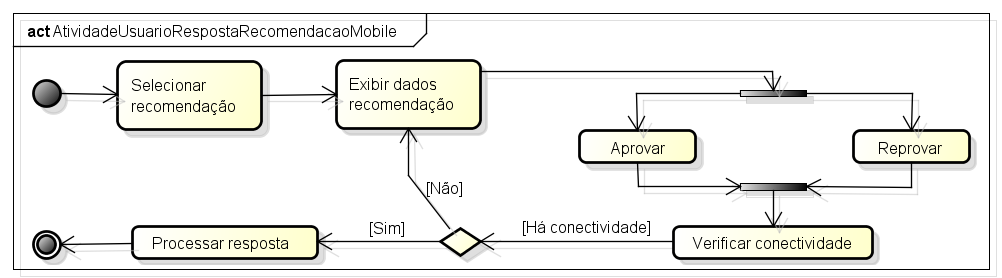 act AtividadeUsuarioRespostaRecomendacaoMobile
Selecionar
recomendação
Exibir dados
recomendação
Aprovar
Reprovar
[Não]
[Sim]
[Há conectividade]
Processar resposta
Verificar conectividade